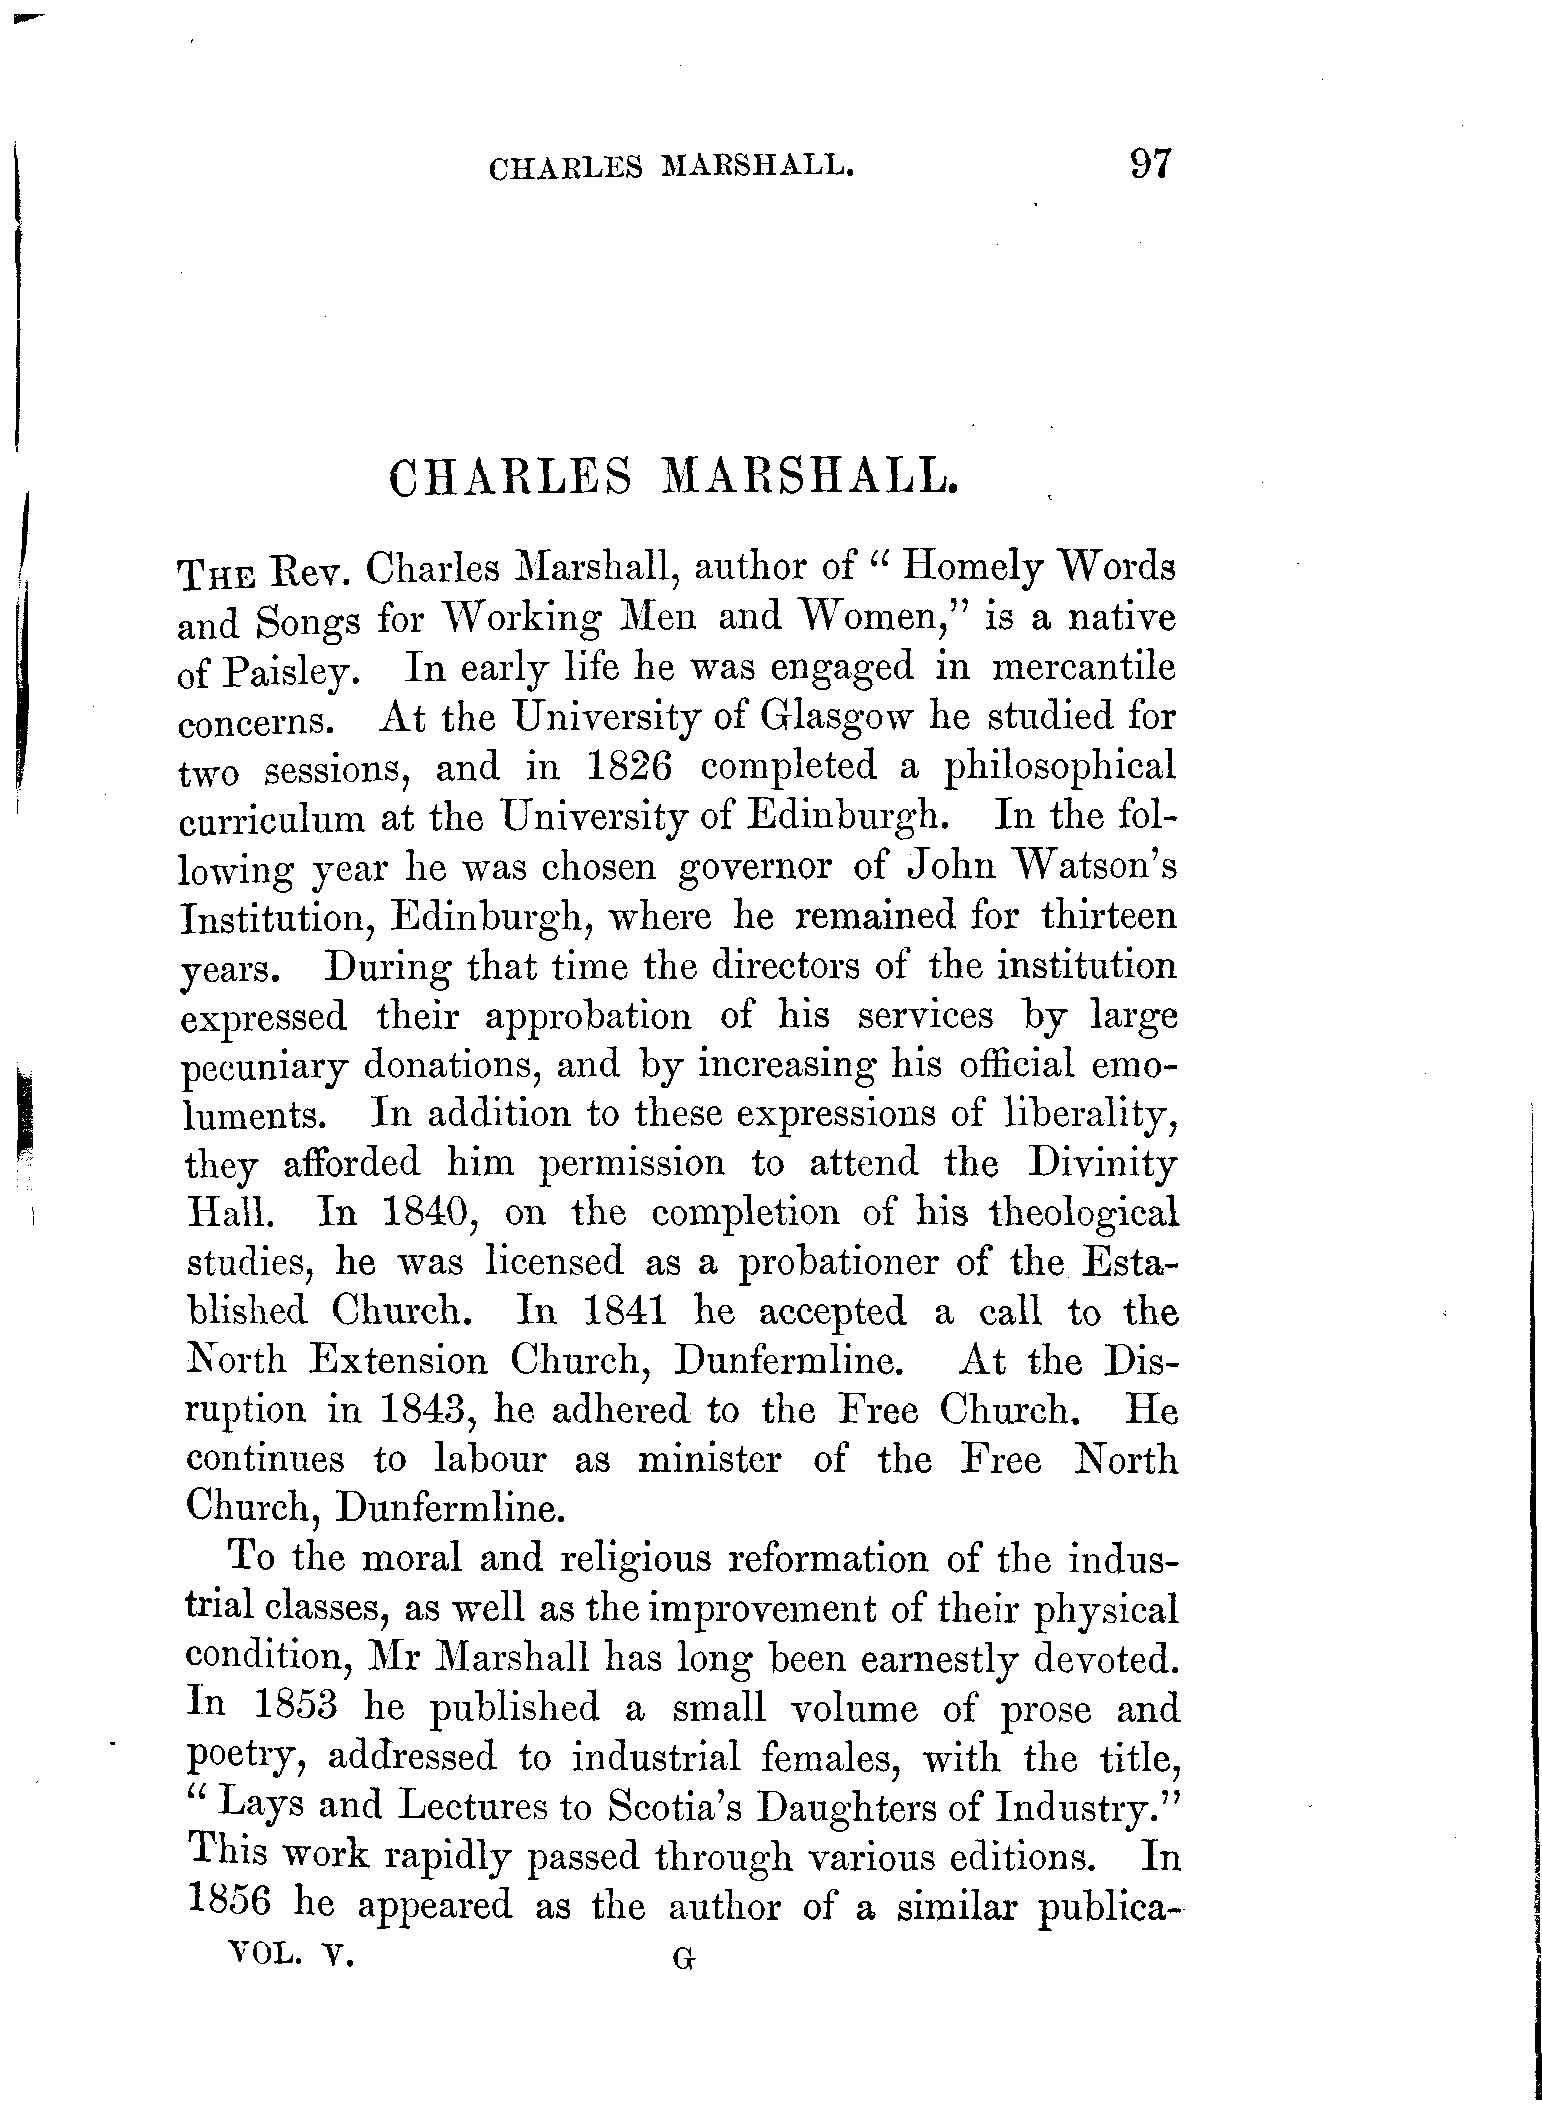 CHARLES MARSHALL. 97
CHARLES MARSHALL.
THE Rev. Charles Marshall, author of “ Homely Words
and Songs for Working Men and Women,” is a native
of Paisley. In early life he was engaged in mercantile
concerns. At the University of Glasgow he studied for
two sessions, and in 1826 completed a philosophical
curriculum at the University of Edinburgh. In the fol-
lowing year he was chosen governor of John Watson’s
Institution, Edinburgh, where he remained for thirteen
years. During that time the directors of the institution
expressed their approbation of his services by large
pecuniary donations, and by increasing his official emo-
luments. In addition to these expressions of liberality,
they afforded him permission to attend the Divinity
Hall. In 1840, on the completion of his theological
studies, he was licensed as a probationer of the Esta-
blished Church. In 1841 he accepted a call to the
North Extension Church, Dunfermline. At the Dis-
ruption in 1843, he adhered to the Free Church. He
continues to labour as minister of the Free North
Church, Dunfermline.
To the moral and religious reformation of the indus-
trial classes, as well as the improvement of their physical
condition, Mr Marshall has long been earnestly devoted.
In 1853 he published a small volume of prose and
poetry, addressed to industrial females, with the title,
“ Lays and Lectures to Scotia’s Daughters of Industry.”
This work rapidly passed through various editions. In
1856 he appeared as the author of a similar publica-
VOL. V. G